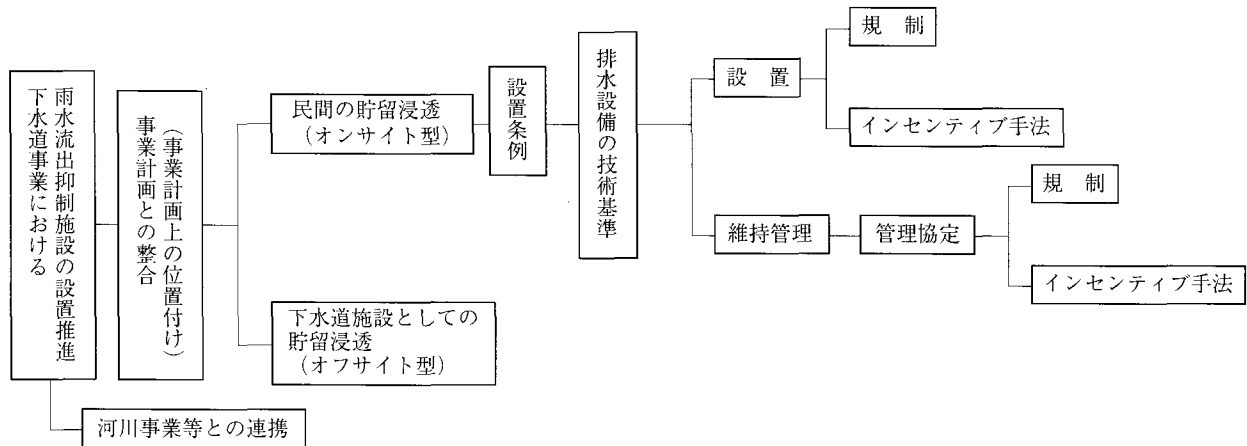 下水道事業における
雨水流出抑制施設の設置推進
事業計画との整合
（事業計画上の位置付け）
民間の貯留浸透
（オンサイト型）
設置条例
排水設備の技術基準
設　置
規　制
インセンティブ手法
維持管理
管理協定
規　制
インセンティブ手法
下水道施設としての
貯留浸透
（オフサイト型）
河川事業等との連携